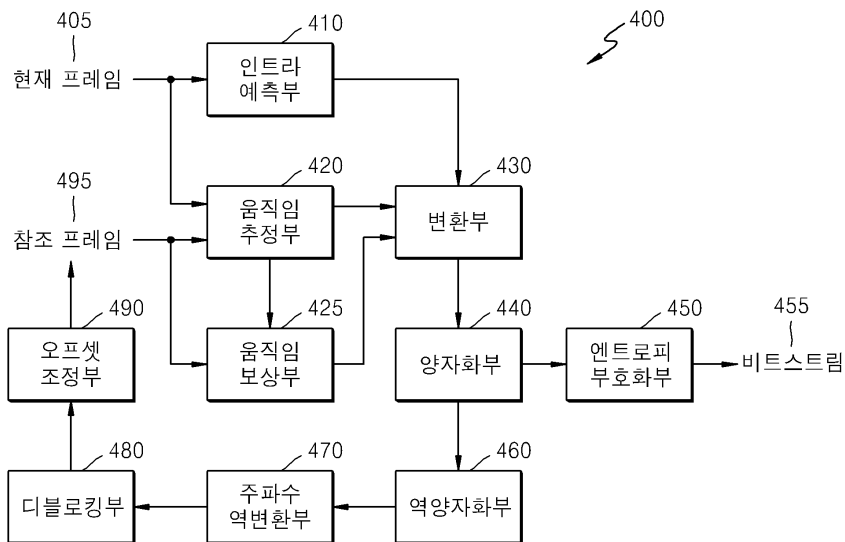 405
현재 프레임
410
인트라
예측부
400
495
참조 프레임
420
움직임
추정부
430
변환부
490
오프셋
조정부
425
움직임
보상부
440
양자화부
450
엔트로피
부호화부
455
비트스트림
480
디블로킹부
470
주파수
역변환부
460
역양자화부